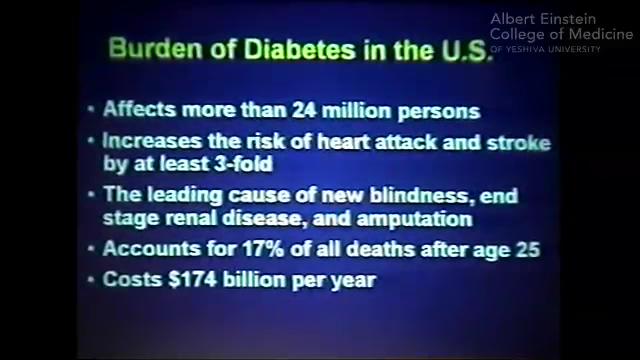 Albert Einstein
College of Medicine
OF YESHIVA UNIVERSITY
Burden of Diabetes in the U.S.
• Affects more than 24 million persons
• Increases the risk of heart attack and stroke
by at least 3-fold
• The leading cause of new blindness, end
stage renal disease, and amputation
• Accounts for 17% of all deaths after age 25
• Costs $174 billion per year